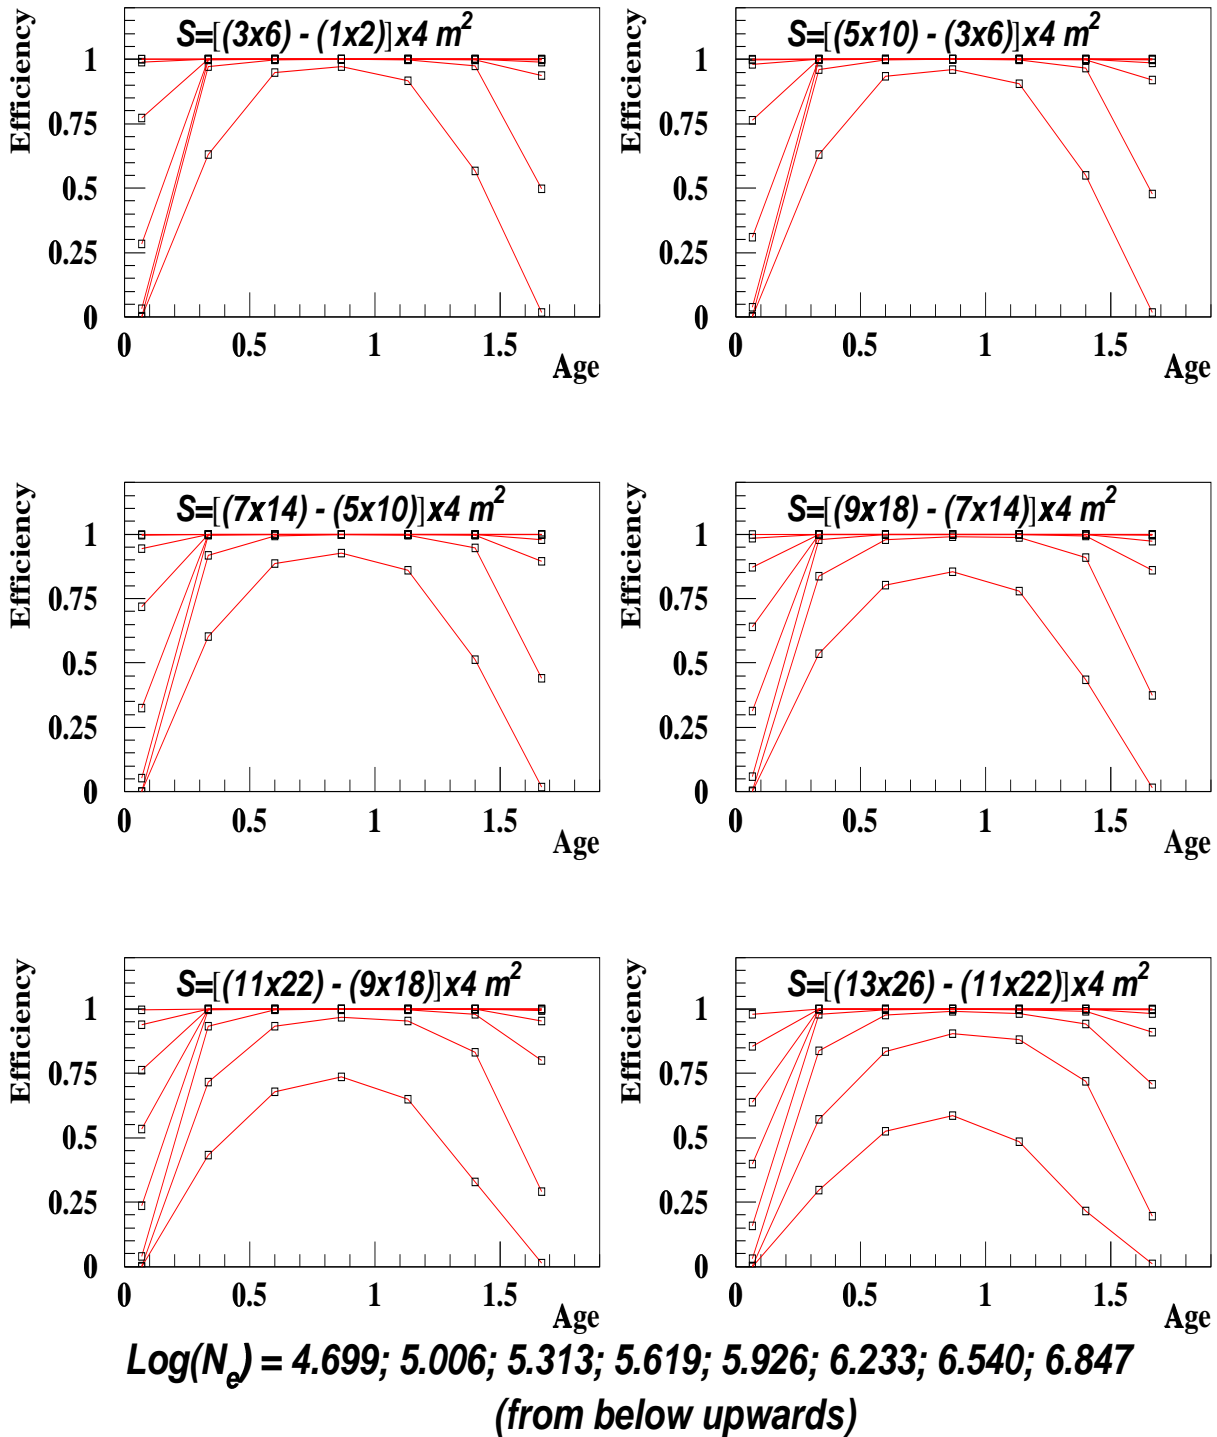 S=[(3x6) - (1x2)]x4 m²
Efficiency
1
0.75
0.5
0.25
0
0 0.5 1 1.5
Age
S=[(5x10) - (3x6)]x4 m²
Efficiency
1
0.75
0.5
0.25
0
0 0.5 1 1.5
Age
S=[(7x14) - (5x10)]x4 m²
Efficiency
1
0.75
0.5
0.25
0
0 0.5 1 1.5
Age
S=[(9x18) - (7x14)]x4 m²
Efficiency
1
0.75
0.5
0.25
0
0 0.5 1 1.5
Age
S=[(11x22) - (9x18)]x4 m²
Efficiency
1
0.75
0.5
0.25
0
0 0.5 1 1.5
Age
S=[(13x26) - (11x22)]x4 m²
Efficiency
1
0.75
0.5
0.25
0
0 0.5 1 1.5
Age
Log(Nₑ) = 4.699; 5.006; 5.313; 5.619; 5.926; 6.233; 6.540; 6.847
(from below upwards)